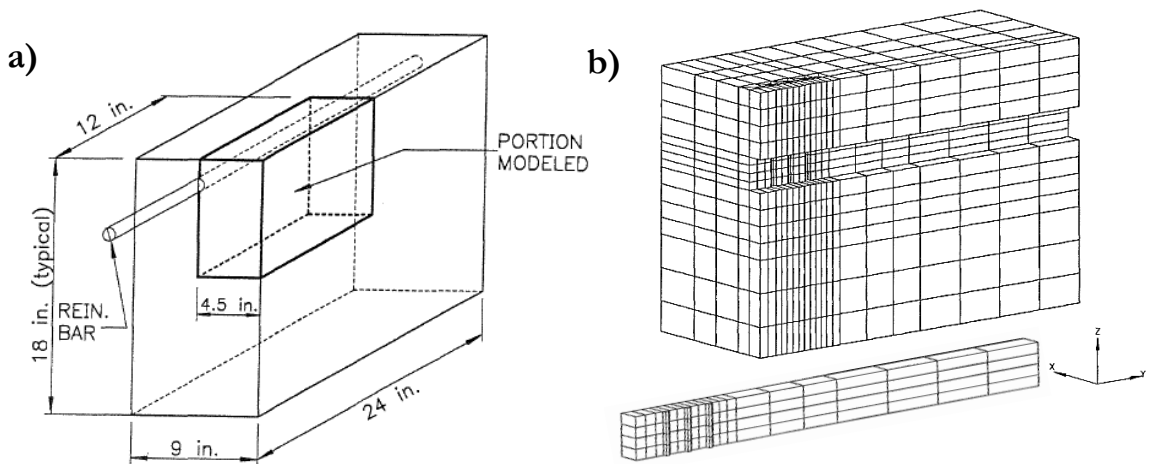 a)
12 in.
PORTION
MODELED
18 in. (typical)
REIN.
BAR
4.5 in.
24 in.
9 in.
b)
Z
X
Y